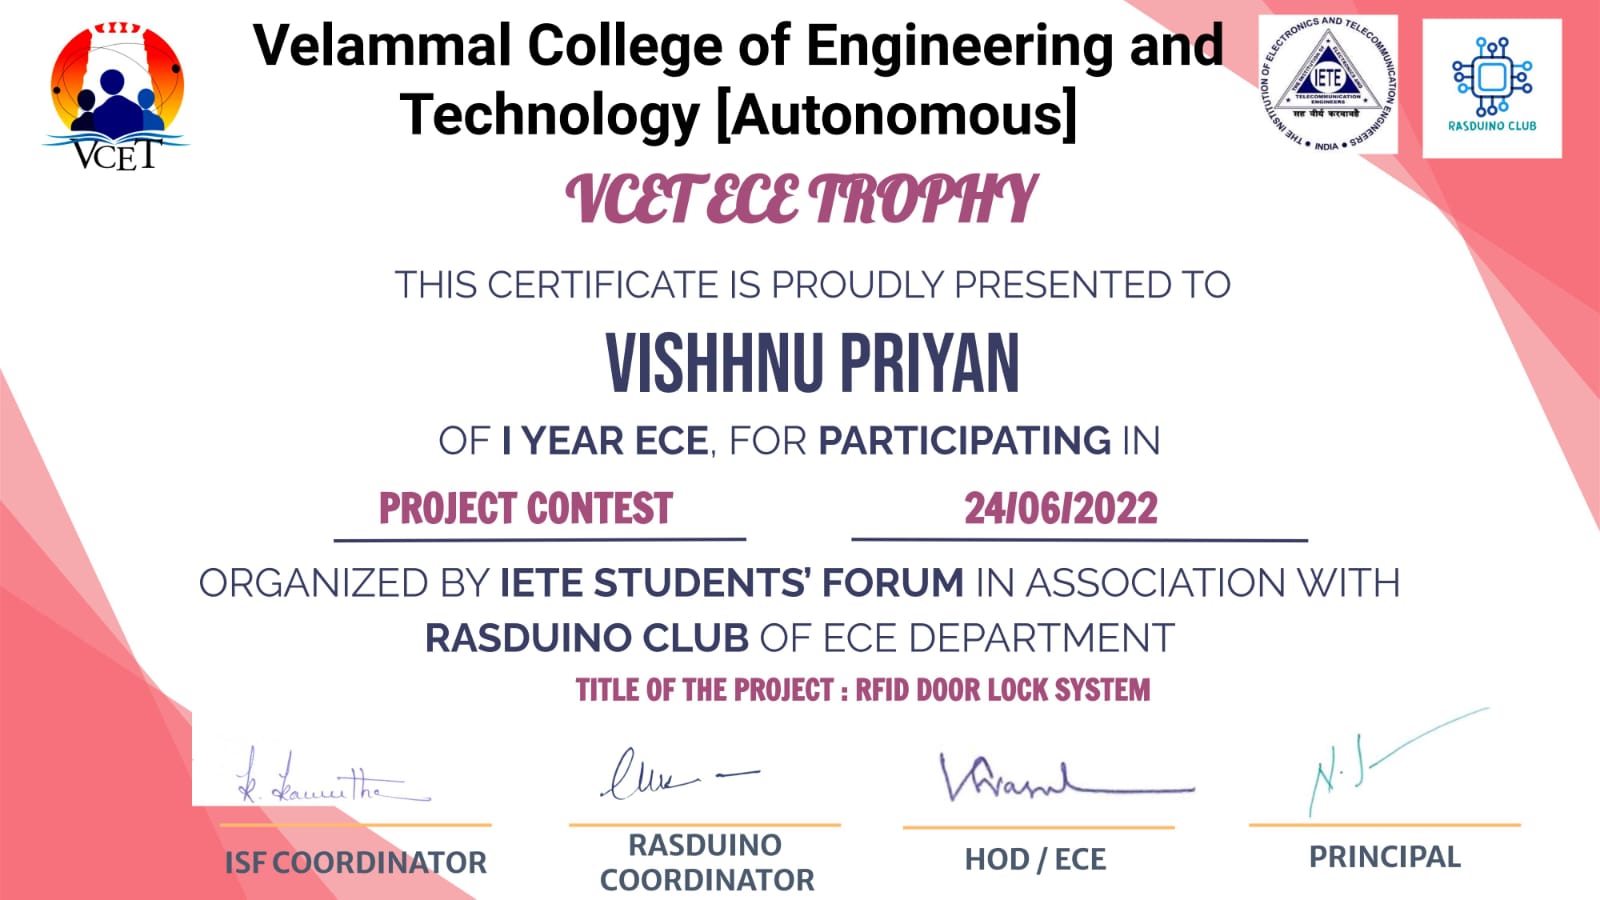 Velammal College of Engineering and
Technology [Autonomous]
VCET
THE INSTITUTION OF ELECTRONICS AND TELECOMMUNICATION ENGINEERS
INDIA
IETE
TELECOMMUNICATION
ENGINEERS
RASDUINO CLUB
VCET ECE TROPHY
THIS CERTIFICATE IS PROUDLY PRESENTED TO
VISHHNU PRIYAN
OF I YEAR ECE, FOR PARTICIPATING IN
PROJECT CONTEST 24/06/2022
ORGANIZED BY IETE STUDENTS’ FORUM IN ASSOCIATION WITH
RASDUINO CLUB OF ECE DEPARTMENT
TITLE OF THE PROJECT : RFID DOOR LOCK SYSTEM
ISF COORDINATOR
RASDUINO
COORDINATOR
HOD / ECE
PRINCIPAL